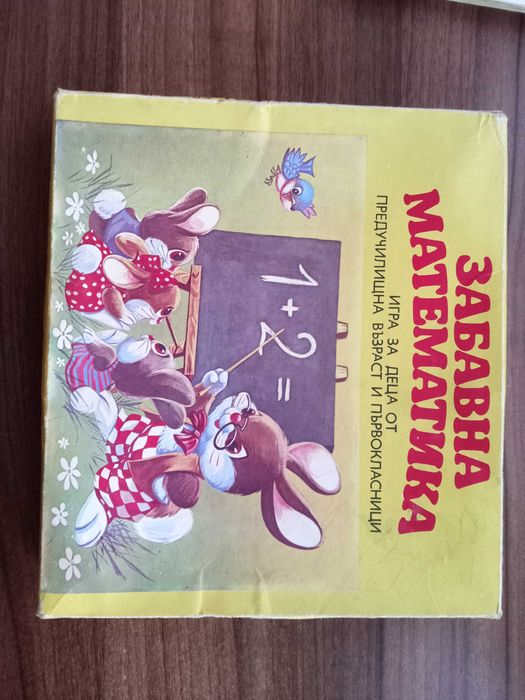 ЗАБАВНА
МАТЕМАТИКА
ИГРА ЗА ДЕЦА ОТ
ПРЕДУЧИЛИЩНА ВЪЗРАСТ И ПЪРВОКЛАСНИЦИ
1+2=